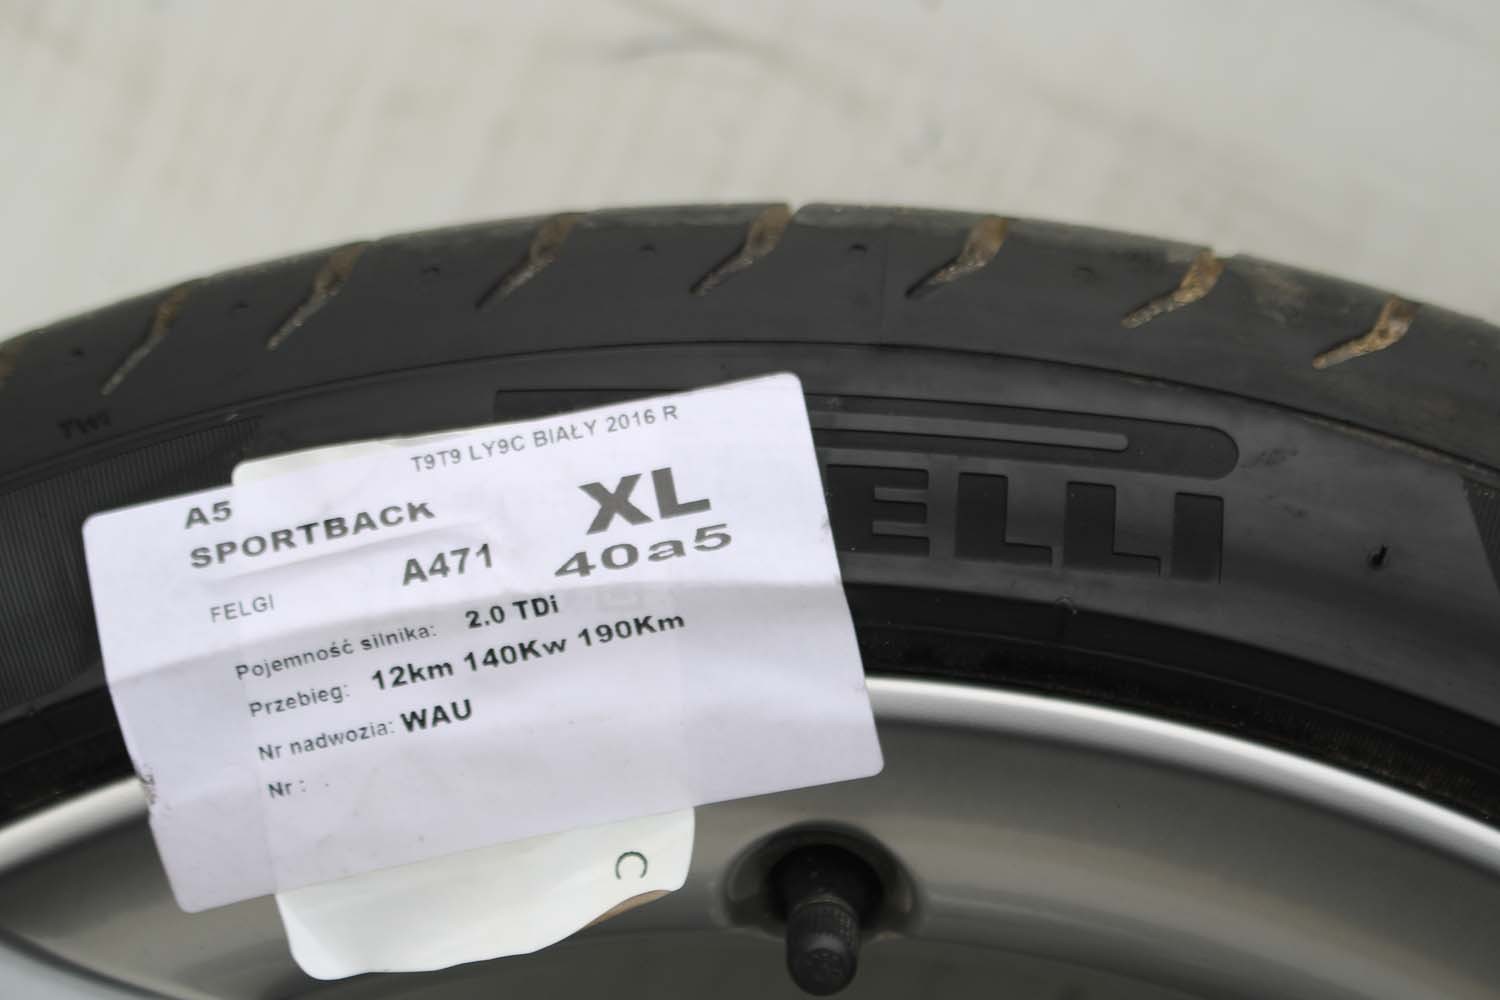 T9T9 LY9C BIAŁY 2016 R
A5
SPORTBACK
XL
FELGI
A471
40a5
Pojemność silnika: 2.0 TDi
Przebieg: 12km 140Kw 190Km
Nr nadwozia: WAU
Nr : .
C
ELLI